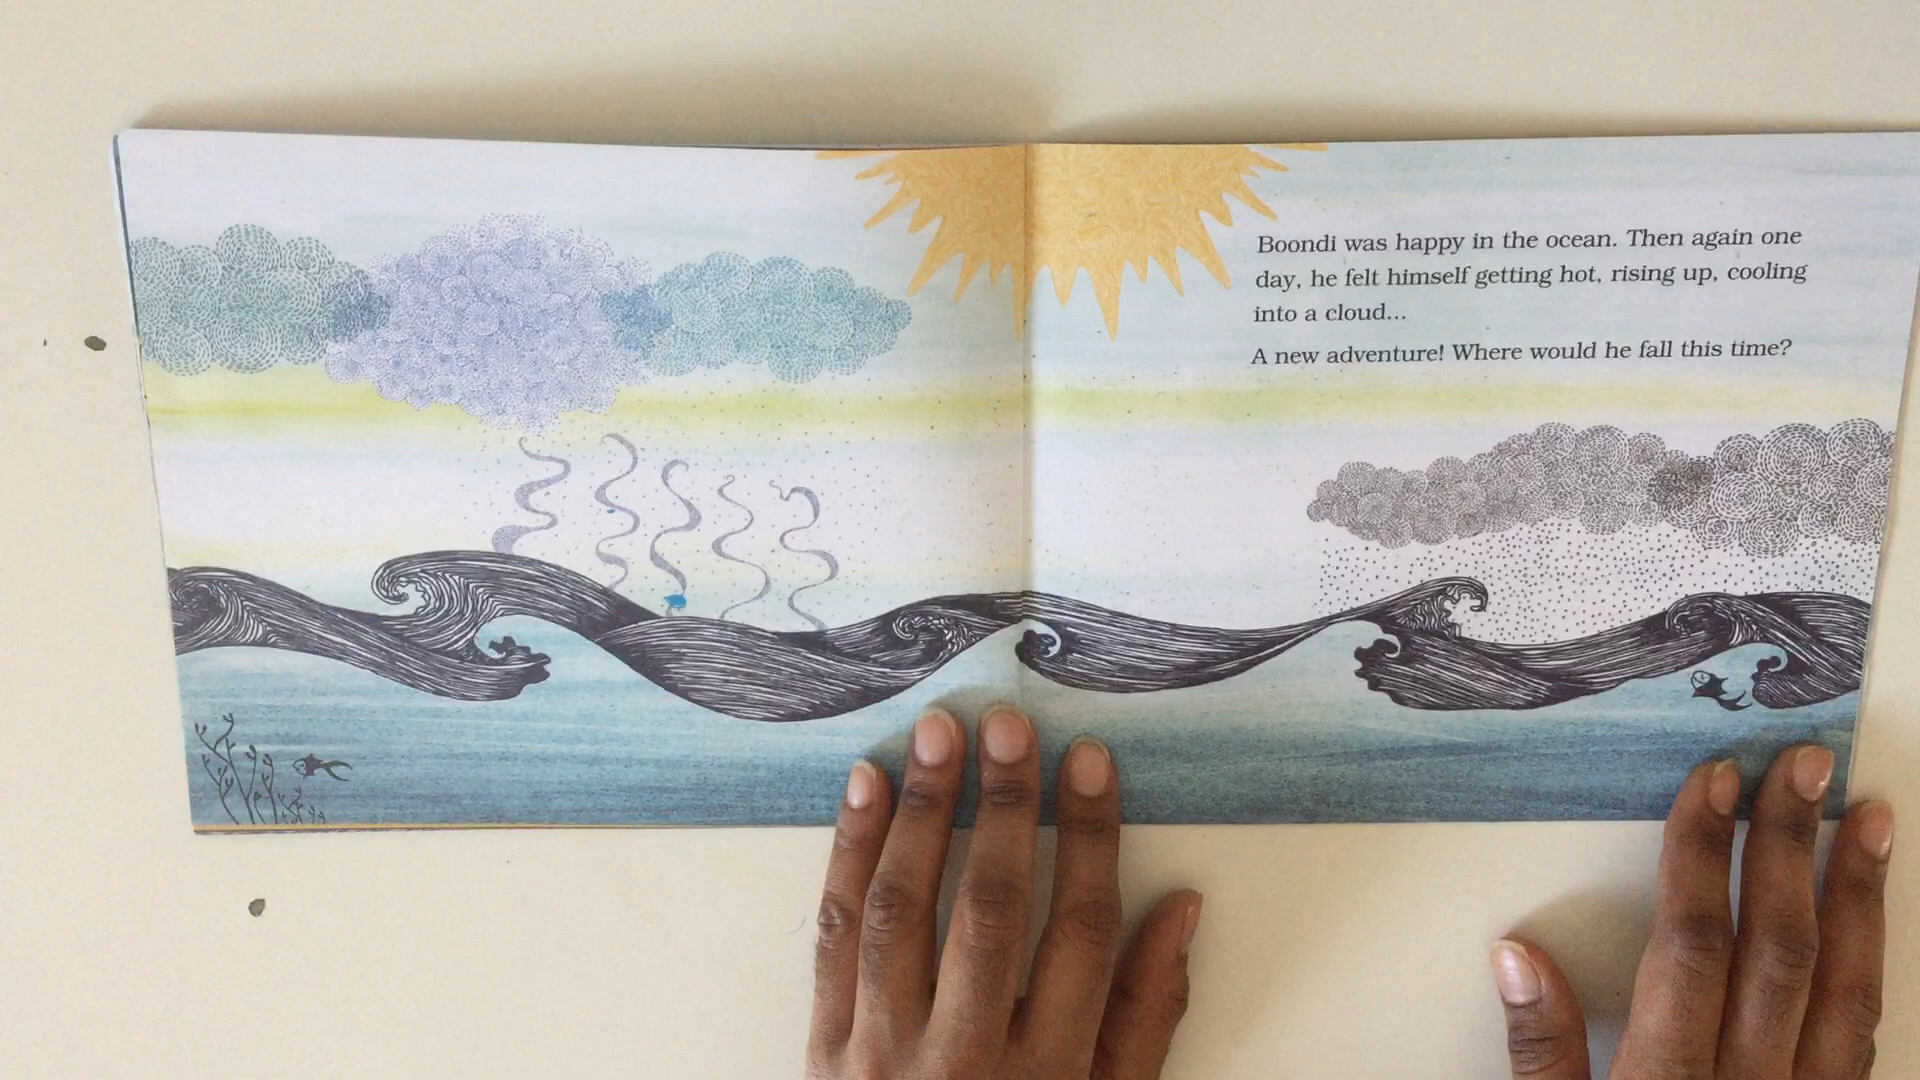 Boondi was happy in the ocean. Then again one
day, he felt himself getting hot, rising up, cooling
into a cloud...
A new adventure! Where would he fall this time?